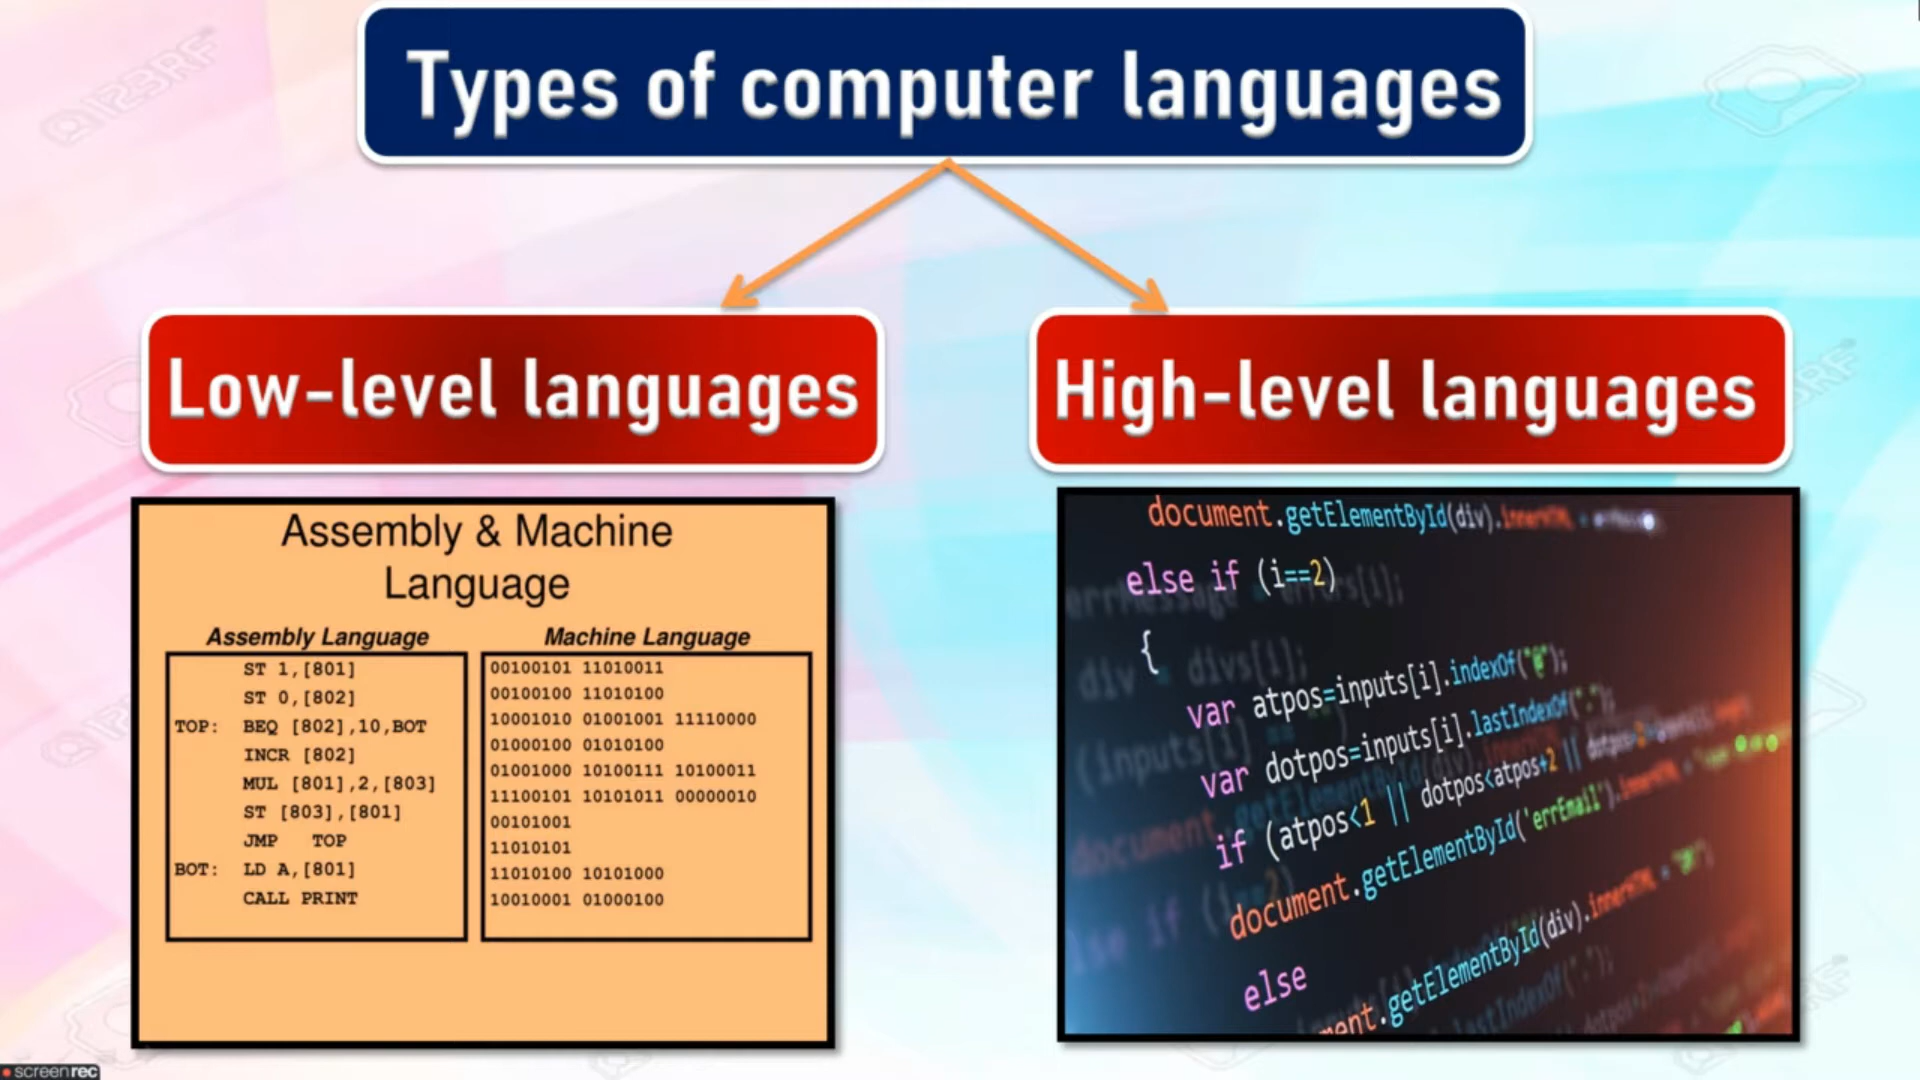 Types of computer languages
Low-level languages
High-level languages
Assembly & Machine
Language
Assembly Language
ST 1,[801]
ST 0,[802]
TOP: BEQ [802],10,BOT
INCR [802]
MUL [801],2,[803]
ST [803],[801]
JMP TOP
BOT: LD A,[801]
CALL PRINT
Machine Language
00100101 11010011
00100100 11010100
10001010 01001001 11110000
01000100 01010100
01001000 10100111 10100011
11100101 10101011 00000010
00101001
11010101
11010100 10101000
10010001 01000100
document.getElementById(div).innerHTML
else if (i==2)
{
var atpos=inputs[i].indexOf("@");
var dotpos=inputs[i].lastIndexOf(".");
if (atpos<1 || dotpos<atpos+2 ||
document.getElementById('errEmail').innerHTML
else
ment.getElementById(div).innerHTML
screenrec